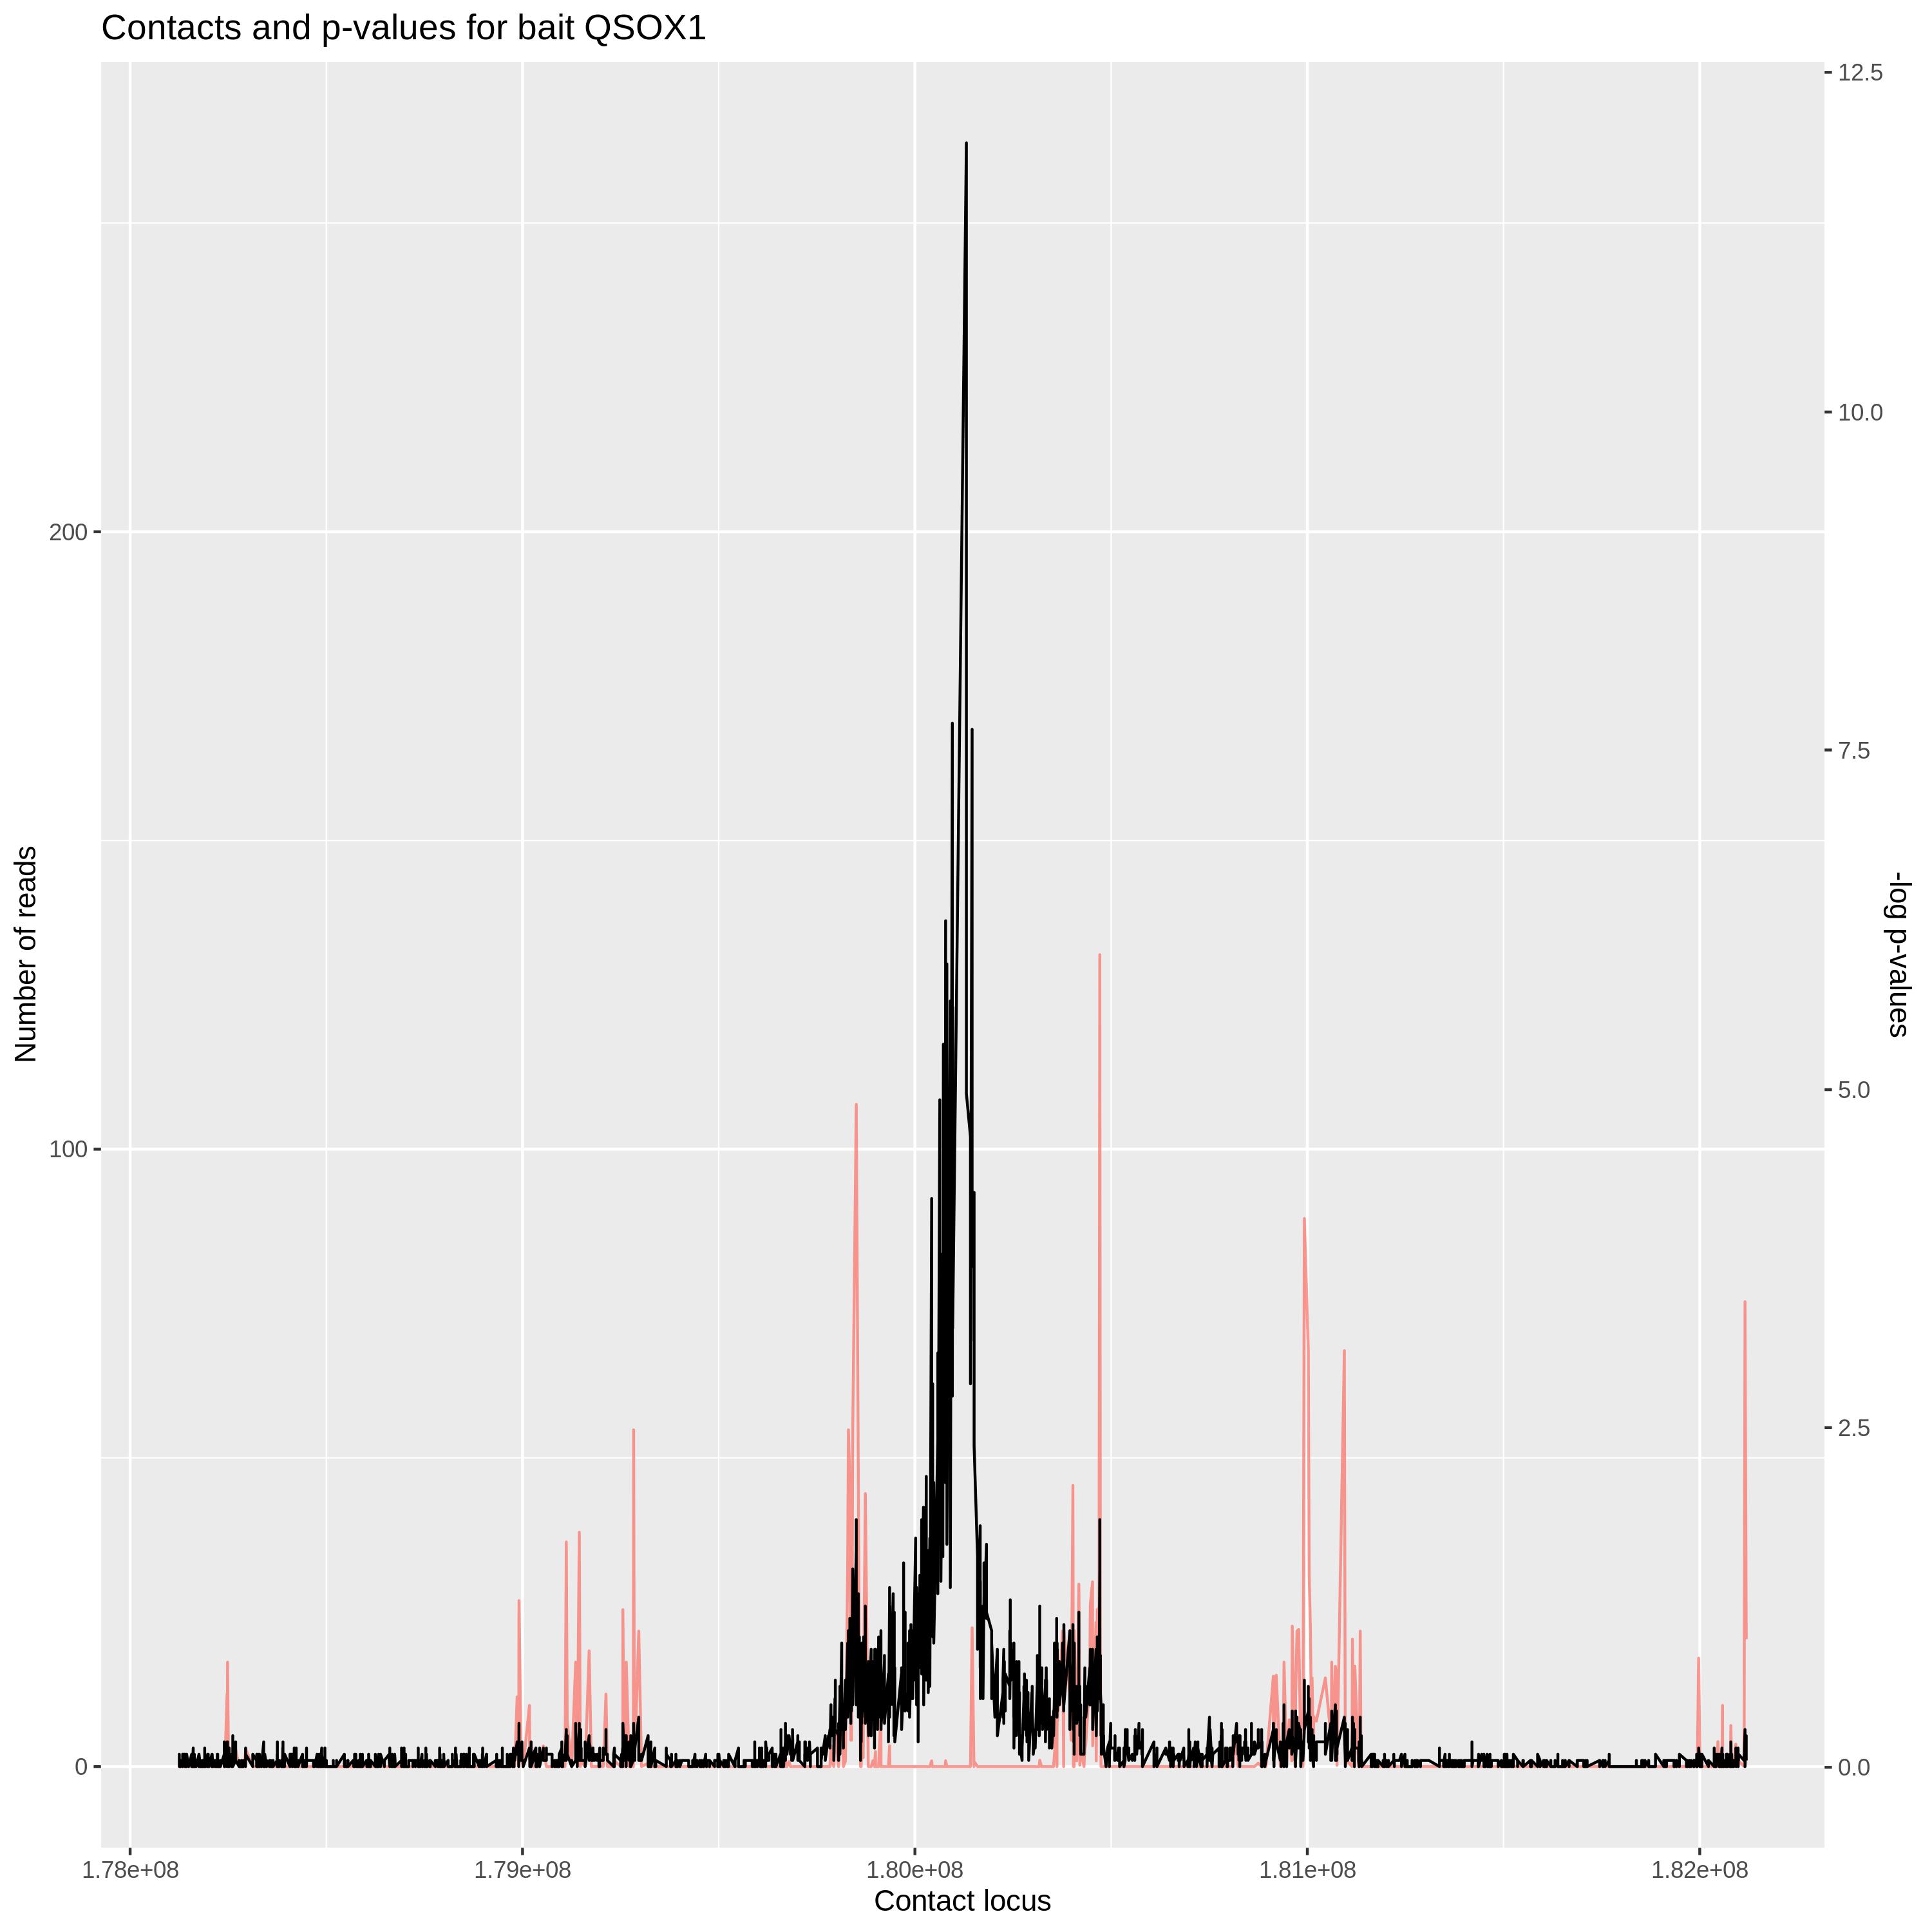 Contacts and p-values for bait QSOX1
Number of reads
200
100
0
12.5
10.0
7.5
5.0
2.5
0.0
-log p-values
1.78e+08
1.79e+08
1.80e+08
1.81e+08
1.82e+08
Contact locus